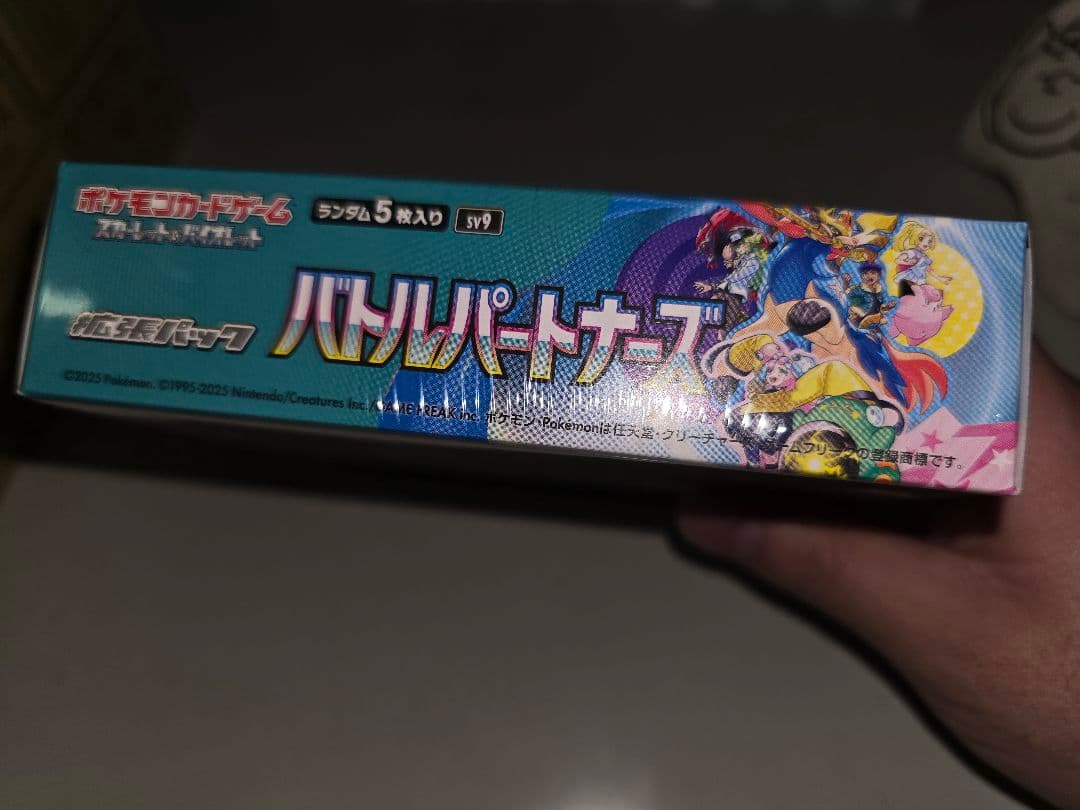 ポケモンカードゲーム
スカーレット&バイオレット
ランダム5枚入り
sv9
拡張パック
バトルパートナーズ
©2025 Pokémon. ©1995-2025 Nintendo/Creatures Inc./GAME FREAK inc. ポケモン・Pokémonは任天堂・クリーチャーズ・ゲームフリークの登録商標です。